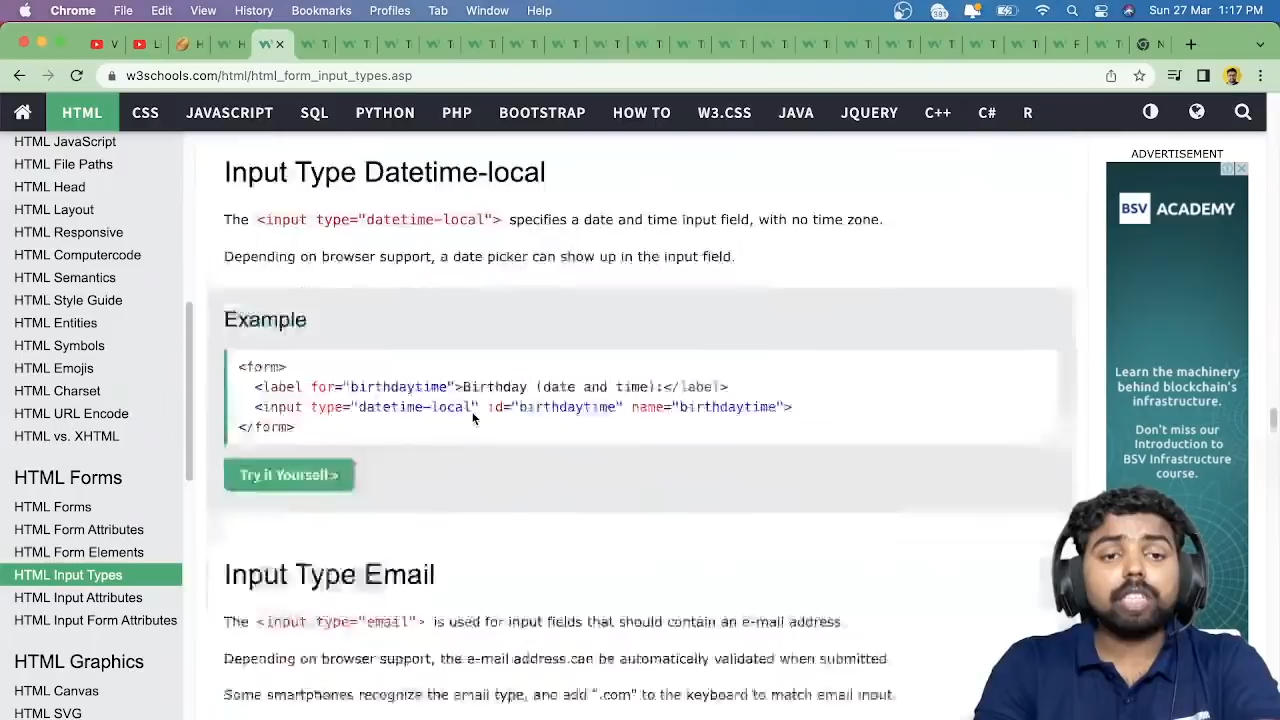 Chrome File Edit View History Bookmarks Profiles Tab Window Help 381 Sun 27 Mar 1:17 PM
w3schools.com/html/html_form_input_types.asp
HTML CSS JAVASCRIPT SQL PYTHON PHP BOOTSTRAP HOW TO W3.CSS JAVA JQUERY C++ C# R
HTML JavaScript
HTML File Paths
HTML Head
HTML Layout
HTML Responsive
HTML Computercode
HTML Semantics
HTML Style Guide
HTML Entities
HTML Symbols
HTML Emojis
HTML Charset
HTML URL Encode
HTML vs. XHTML
HTML Forms
HTML Forms
HTML Form Attributes
HTML Form Elements
HTML Input Types
HTML Input Attributes
HTML Input Form Attributes
HTML Graphics
HTML Canvas
HTML SVG
Input Type Datetime-local
The <input type="datetime-local"> specifies a date and time input field, with no time zone.
Depending on browser support, a date picker can show up in the input field.
Example
<form>
<label for="birthdaytime">Birthday (date and time):</label>
<input type="datetime-local" id="birthdaytime" name="birthdaytime">
</form>
Try it Yourself »
Input Type Email
The <input type="email"> is used for input fields that should contain an e-mail address.
Depending on browser support, the e-mail address can be automatically validated when submitted.
Some smartphones recognize the email type, and add ".com" to the keyboard to match email input.
ADVERTISEMENT
BSV ACADEMY
Learn the machinery
behind blockchain's
infrastructure.
Don't miss our
Introduction to
BSV Infrastructure
course.